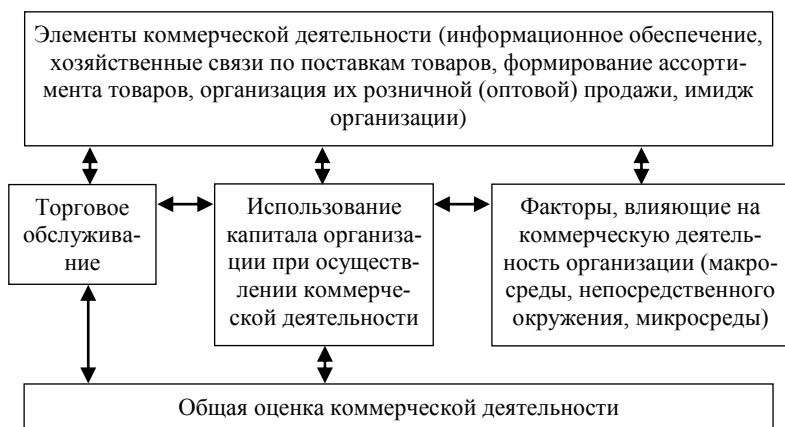 Элементы коммерческой деятельности (информационное обеспечение,
хозяйственные связи по поставкам товаров, формирование ассорти-
мента товаров, организация их розничной (оптовой) продажи, имидж
организации)
Торговое
обслужива-
ние
Использование
капитала органи-
зации при осуществ-
лении коммерче-
ской деятельности
Факторы, влияющие на
коммерческую деятель-
ность организации (макро-
среды, непосредственного
окружения, микросреды)
Общая оценка коммерческой деятельности